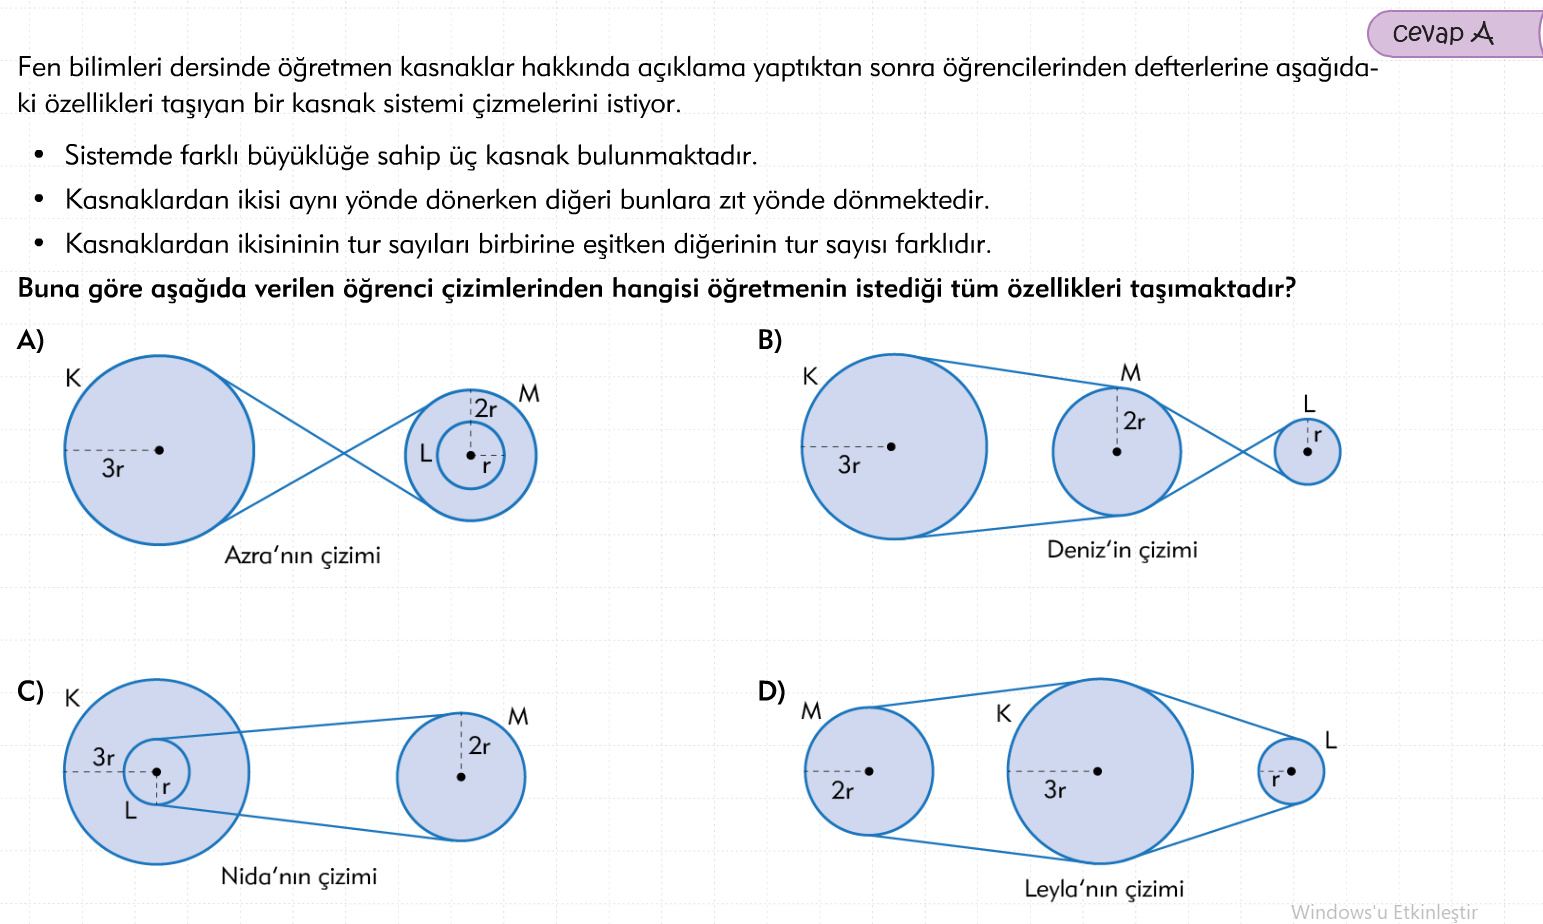 Cevap A
Fen bilimleri dersinde öğretmen kasnaklar hakkında açıklama yaptıktan sonra öğrencilerinden defterlerine aşağıda-
ki özellikleri taşıyan bir kasnak sistemi çizmelerini istiyor.
• Sistemde farklı büyüklüğe sahip üç kasnak bulunmaktadır.
• Kasnaklardan ikisi aynı yönde dönerken diğeri bunlara zıt yönde dönmektedir.
• Kasnaklardan ikisininin tur sayıları birbirine eşitken diğerinin tur sayısı farklıdır.
Buna göre aşağıda verilen öğrenci çizimlerinden hangisi öğretmenin istediği tüm özellikleri taşımaktadır?
A)
K
3r
M
2r
L
r
Azra'nın çizimi
B)
K
3r
M
2r
L
r
Deniz'in çizimi
C)
K
3r
r
L
M
2r
Nida'nın çizimi
D)
M
2r
K
3r
L
r
Leyla'nın çizimi
Windows'u Etkinleştir